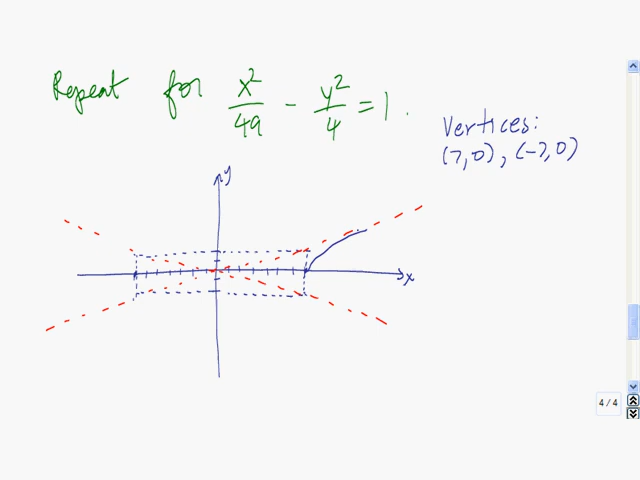 Repeat for x²/49 - y²/4 = 1.
Vertices:
(7,0), (-7,0)
y
x
4/4